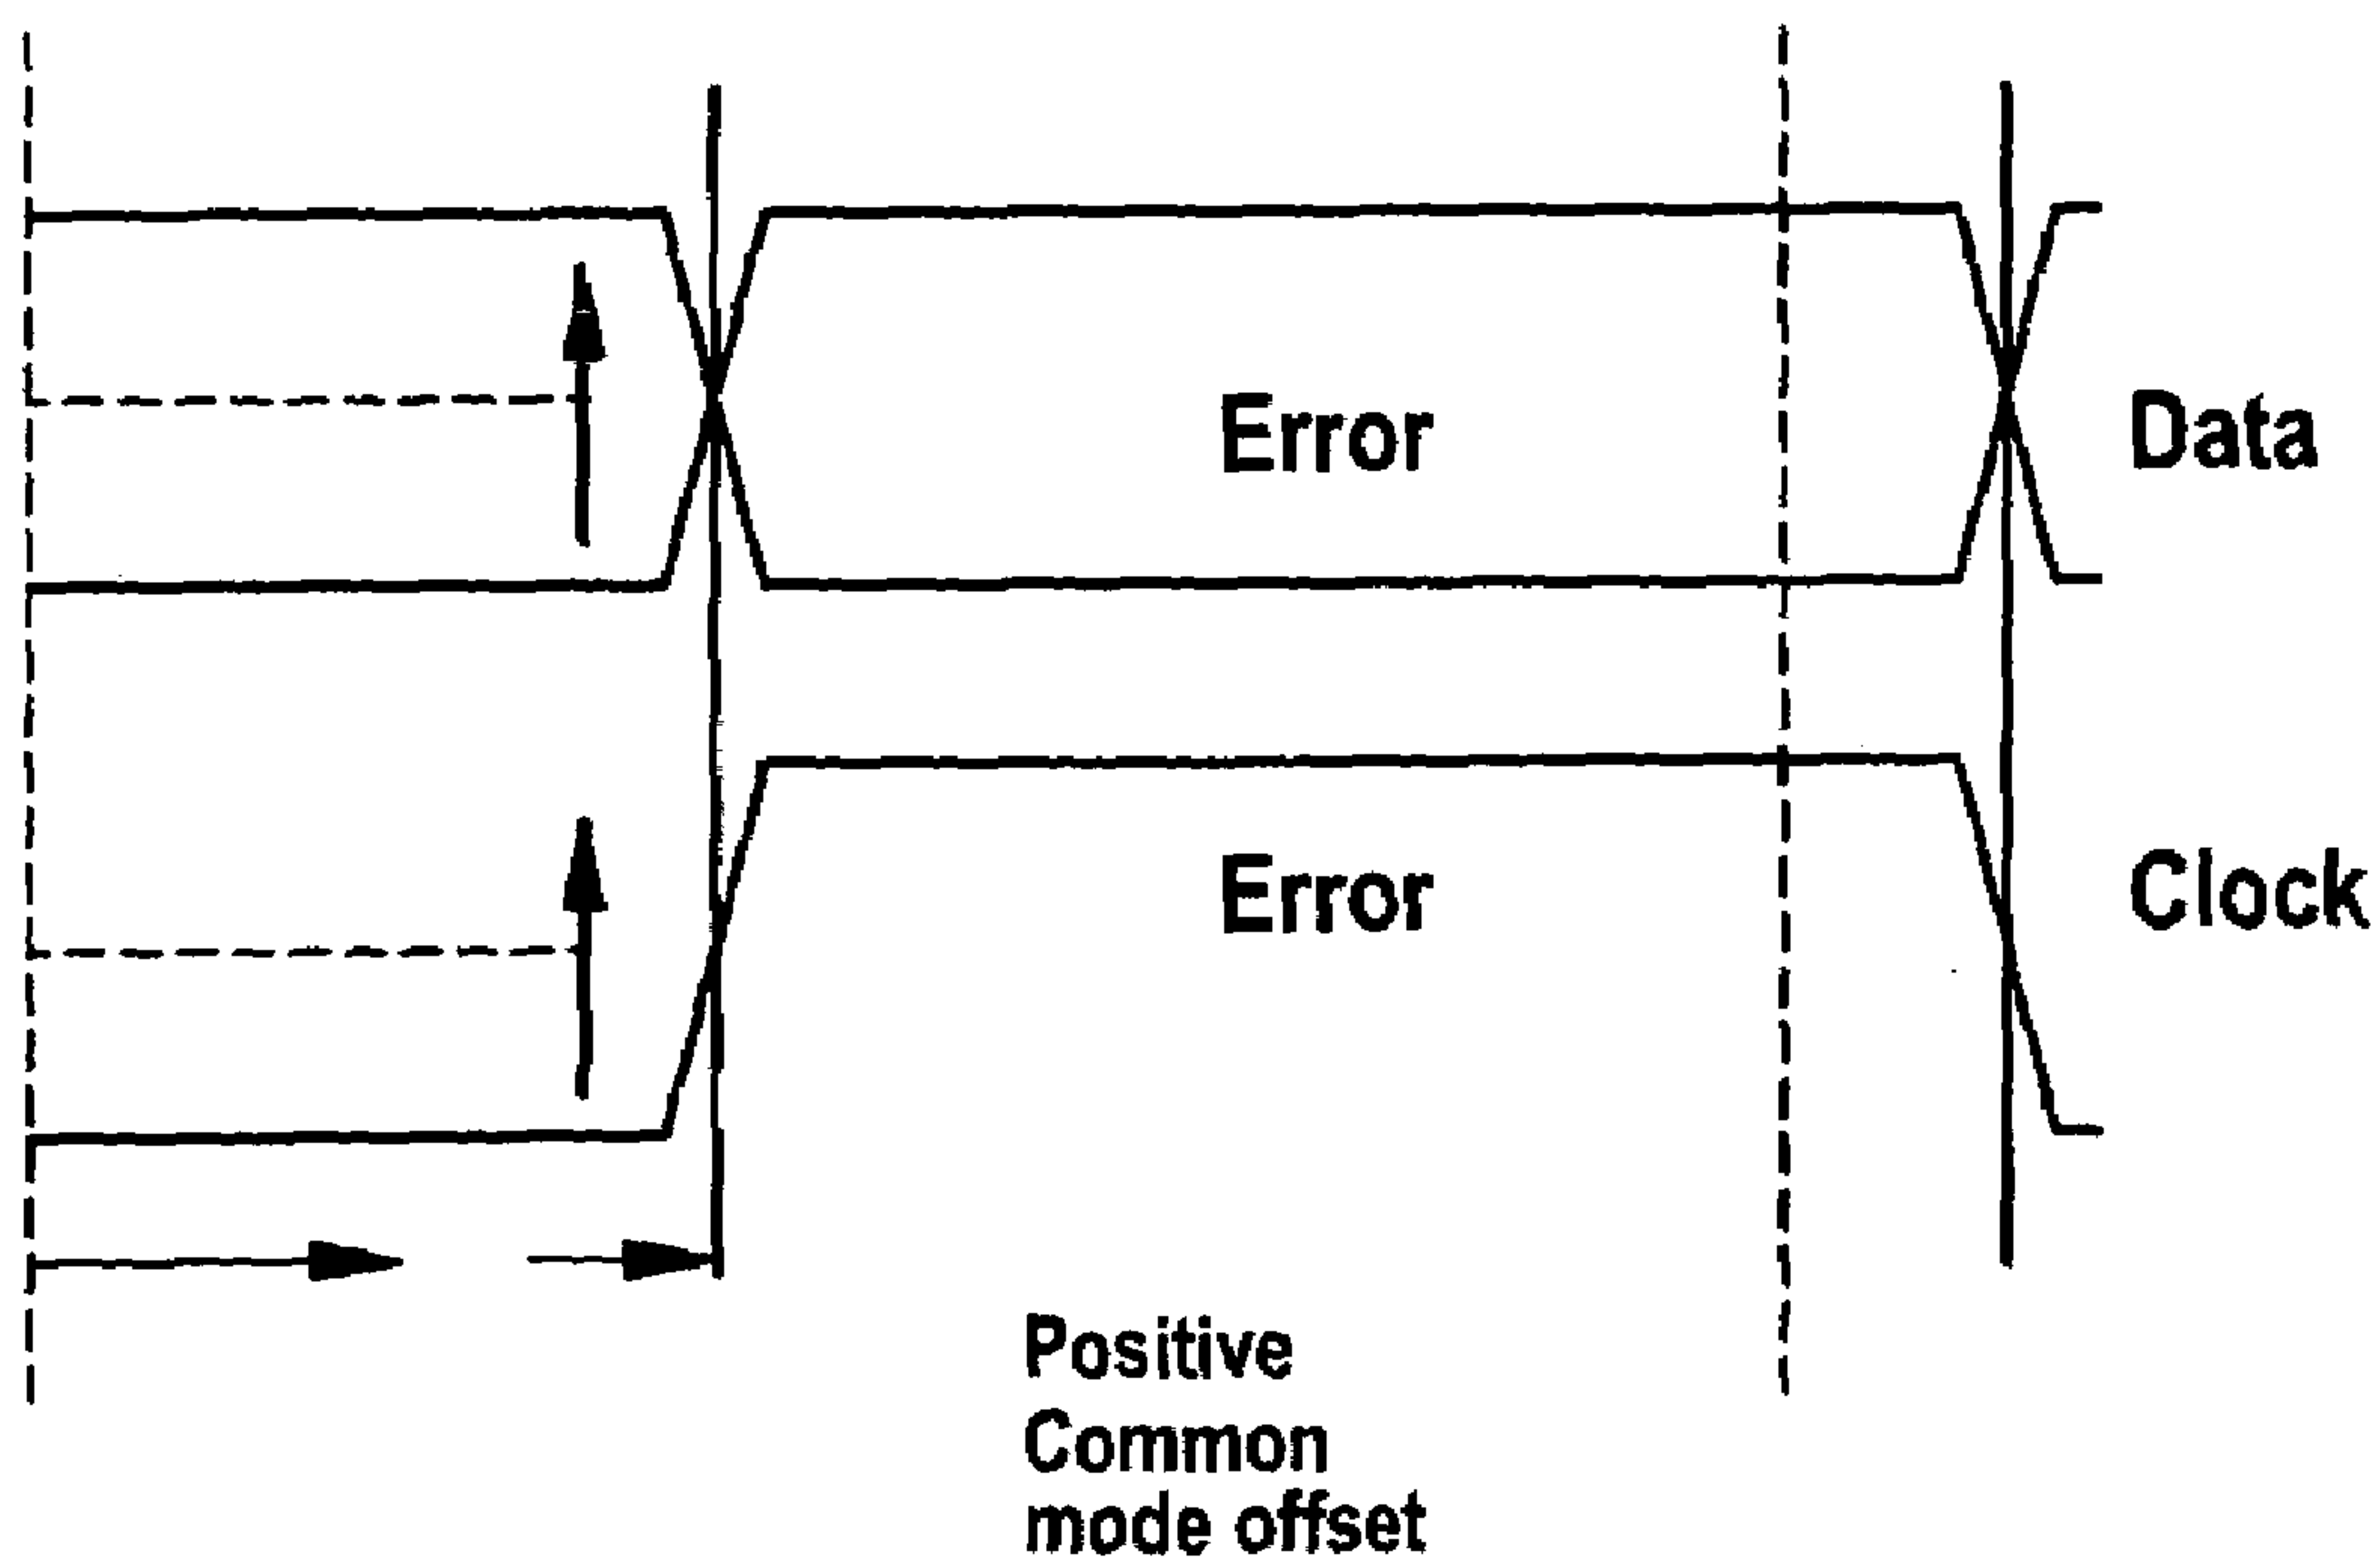 Error
Data
Error
Clock
Positive
Common
mode offset